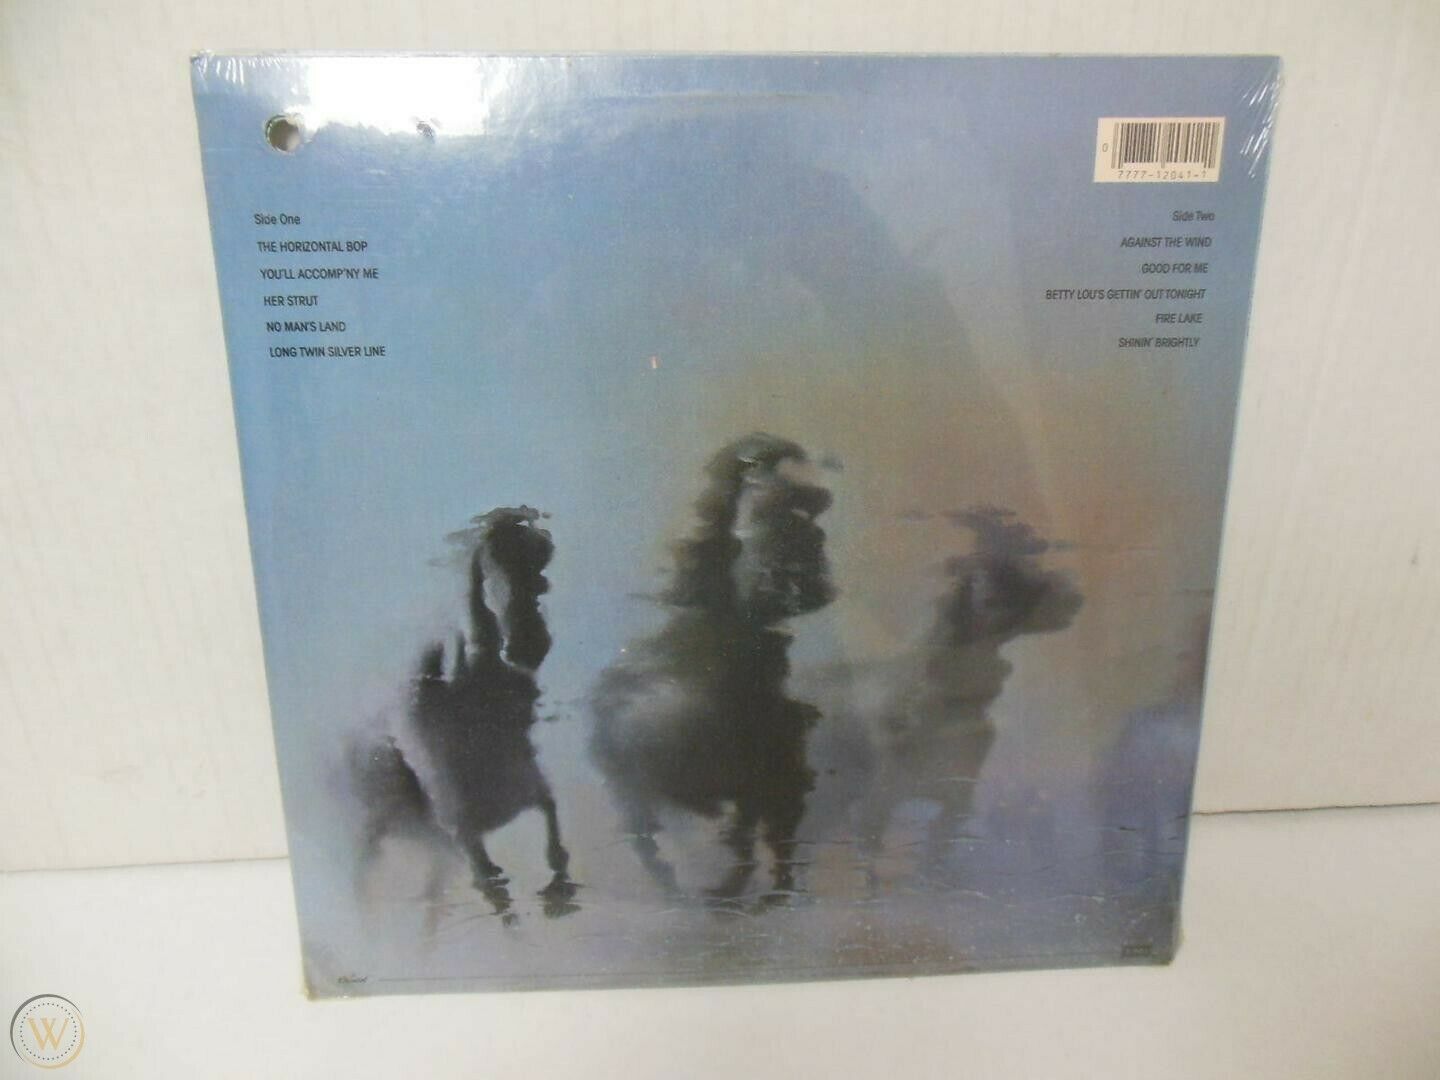 0
7777-12041-1
Side One
THE HORIZONTAL BOP
YOU'LL ACCOMP'NY ME
HER STRUT
NO MAN'S LAND
LONG TWIN SILVER LINE
Side Two
AGAINST THE WIND
GOOD FOR ME
BETTY LOU'S GETTIN' OUT TONIGHT
FIRE LAKE
SHININ' BRIGHTLY
Capitol
W